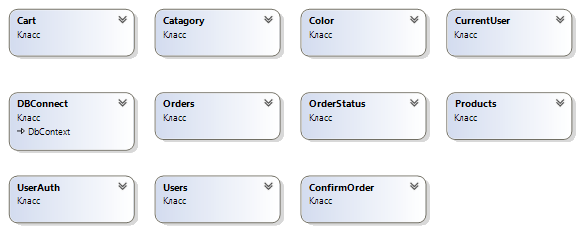 Cart
Класс
Catagory
Класс
Color
Класс
CurrentUser
Класс
DBConnect
Класс
DbContext
Orders
Класс
OrderStatus
Класс
Products
Класс
UserAuth
Класс
Users
Класс
ConfirmOrder
Класс